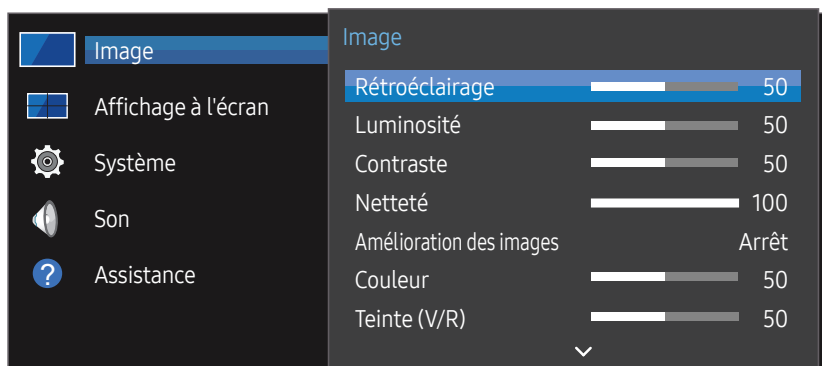 Image
Affichage à l'écran
Système
Son
? Assistance
Image
Rétroéclairage 50
Luminosité 50
Contraste 50
Netteté 100
Amélioration des images Arrêt
Couleur 50
Teinte (V/R) 50